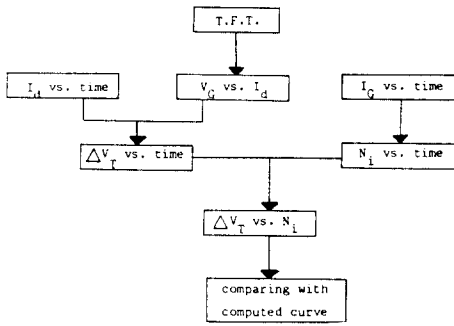 T.F.T.
I_d vs. time
V_G vs. I_d
I_G vs. time
△V_T vs. time
N_i vs. time
△V_T vs. N_i
comparing with
computed curve